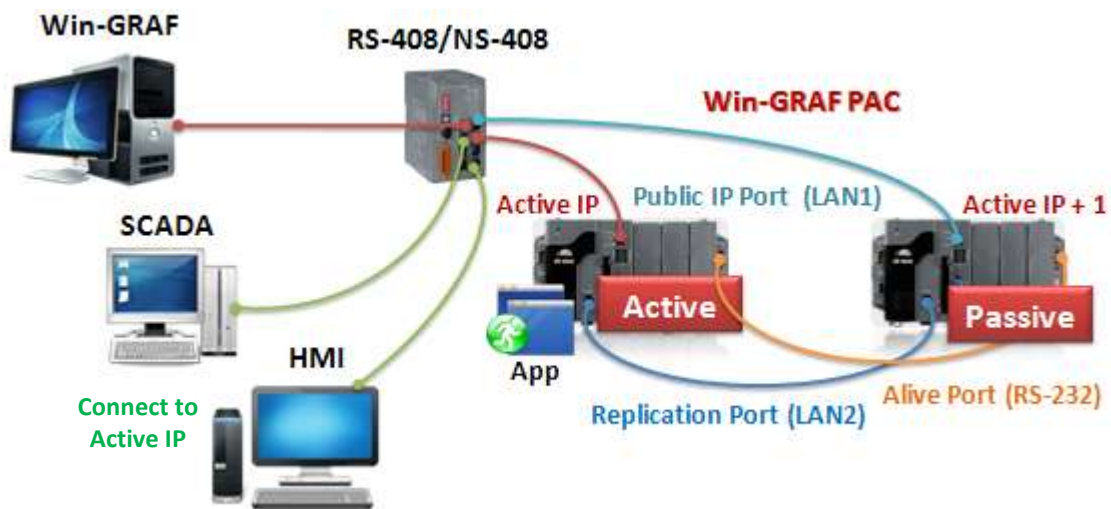 Win-GRAF
RS-408/NS-408
Win-GRAF PAC
Active IP
Public IP Port (LAN1)
Active IP + 1
SCADA
Active
Passive
App
HMI
Connect to
Active IP
Replication Port (LAN2)
Alive Port (RS-232)